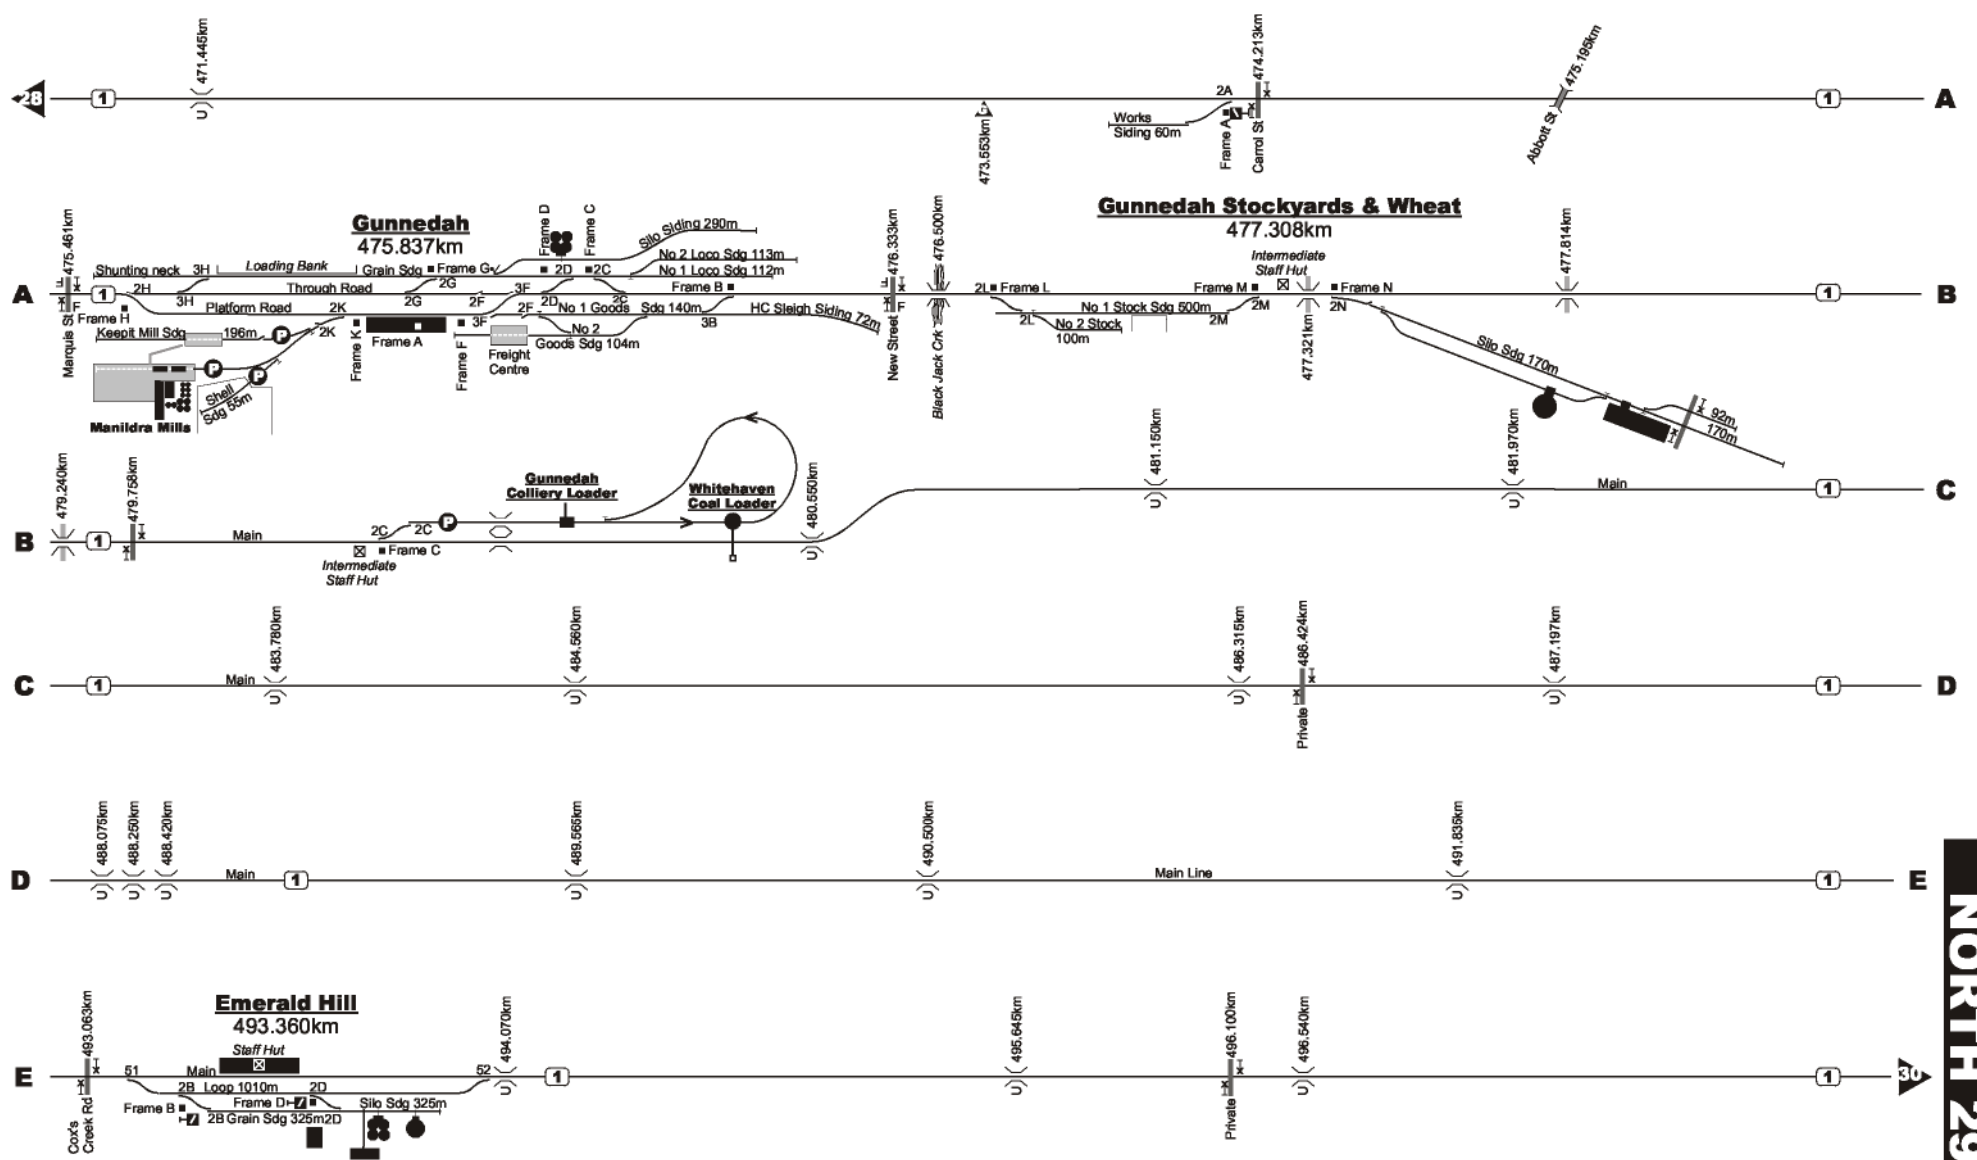 28
1
471.445km
U
473.553km
Works
Siding 60m
2A
Frame A
474.213km
Carrol St
475.195km
Abbott St
1
A
A
475.461km
Marquis St
F
F
1
Gunnedah
475.837km
Shunting neck
3H
Loading Bank
Grain Sdg
Frame G
2H
3H
Through Road
2G
2G
Frame H
Platform Road
2K
2F
3F
Frame D
Frame C
2D
2C
2D
2C
Silo Siding 290m
No 2 Loco Sdg 113m
No 1 Loco Sdg 112m
Frame B
2F
No 1 Goods
Sdg 140m
3B
HC Sleigh Siding 72m
3F
No 2
Goods Sdg 104m
Keepit Mill Sdg
196m
P
2K
Frame K
Frame A
Frame F
Freight
Centre
P
P
Shell
Sdg 55m
Manildra Mills
476.333km
New Street
F
476.500km
Black Jack Crk
Gunnedah Stockyards & Wheat
477.308km
Intermediate
Staff Hut
2L
Frame L
2L
No 1 Stock Sdg 500m
No 2 Stock
100m
Frame M
2M
2M
477.321km
Frame N
2N
Silo Sdg 170m
92m
170m
477.814km
1
B
B
479.240km
1
479.758km
Main
Intermediate
Staff Hut
2C
2C
Frame C
P
Gunnedah
Colliery Loader
Whitehaven
Coal Loader
480.550km
U
481.150km
U
481.970km
U
Main
1
C
C
1
Main
483.780km
U
484.560km
U
486.315km
U
486.424km
Private
487.197km
U
1
D
D
488.075km
U
488.250km
U
488.420km
U
Main
1
489.565km
U
490.500km
U
Main Line
491.835km
U
1
E
E
493.063km
Cox's
Creek Rd
Emerald Hill
493.360km
Staff Hut
51
Main
52
2B
Loop 1010m
2D
Frame B
Frame D
Silo Sdg 325m
2B
Grain Sdg 325m
2D
494.070km
U
1
495.645km
U
496.100km
Private
496.540km
U
1
30
NORTH 29